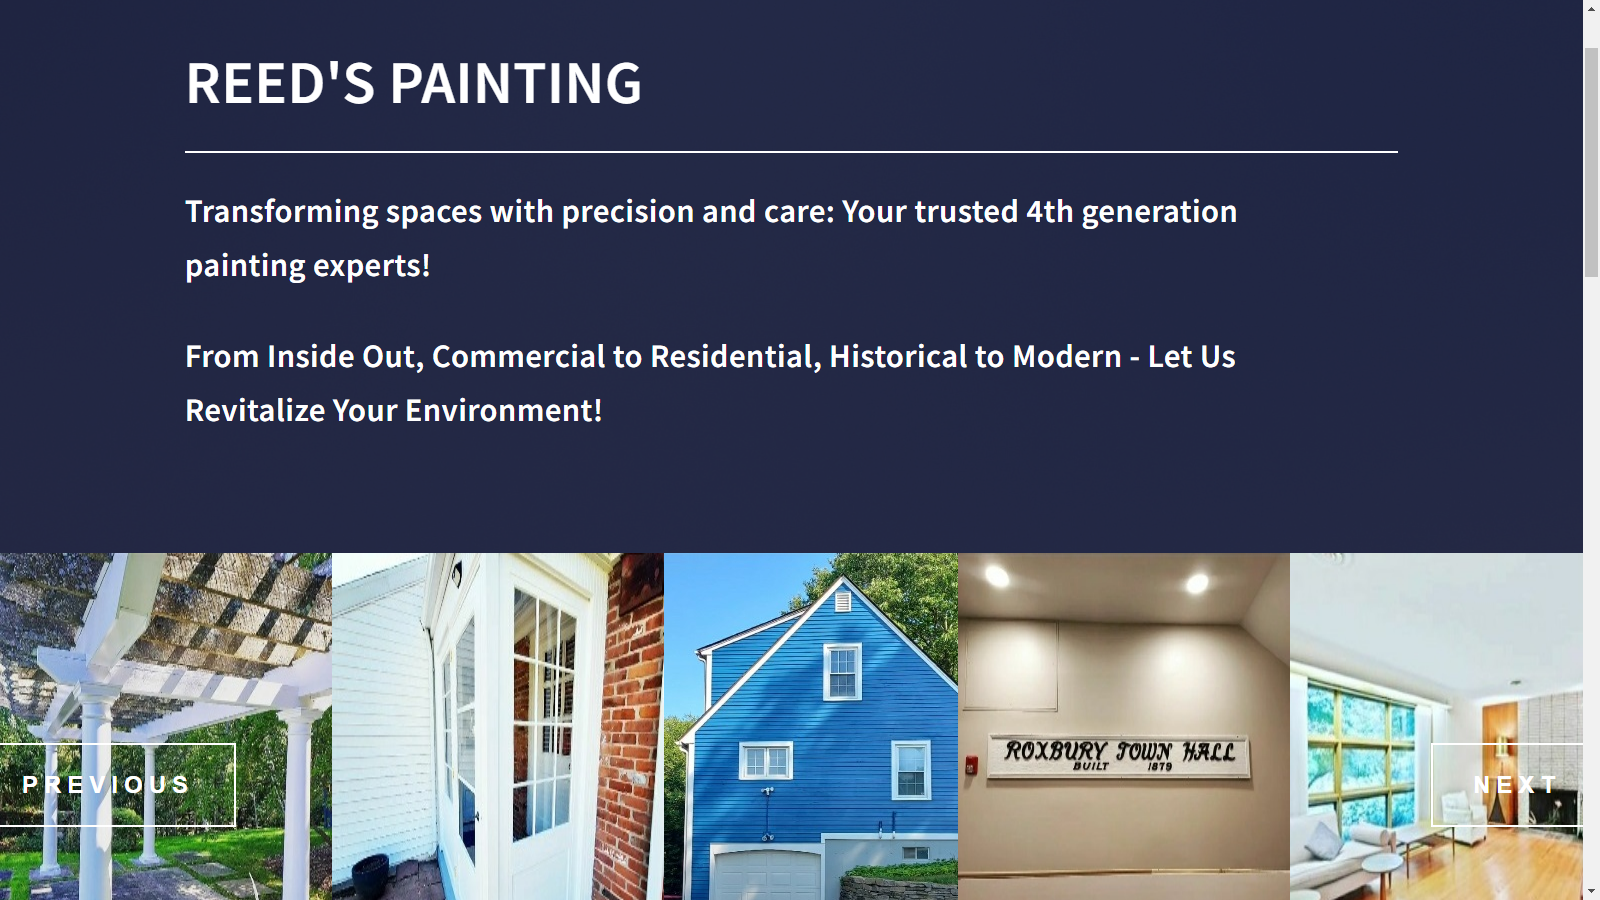 REED'S PAINTING
Transforming spaces with precision and care: Your trusted 4th generation
painting experts!
From Inside Out, Commercial to Residential, Historical to Modern - Let Us
Revitalize Your Environment!
ROXBURY TOWN HALL
BUILT 1879
PREVIOUS
NEXT